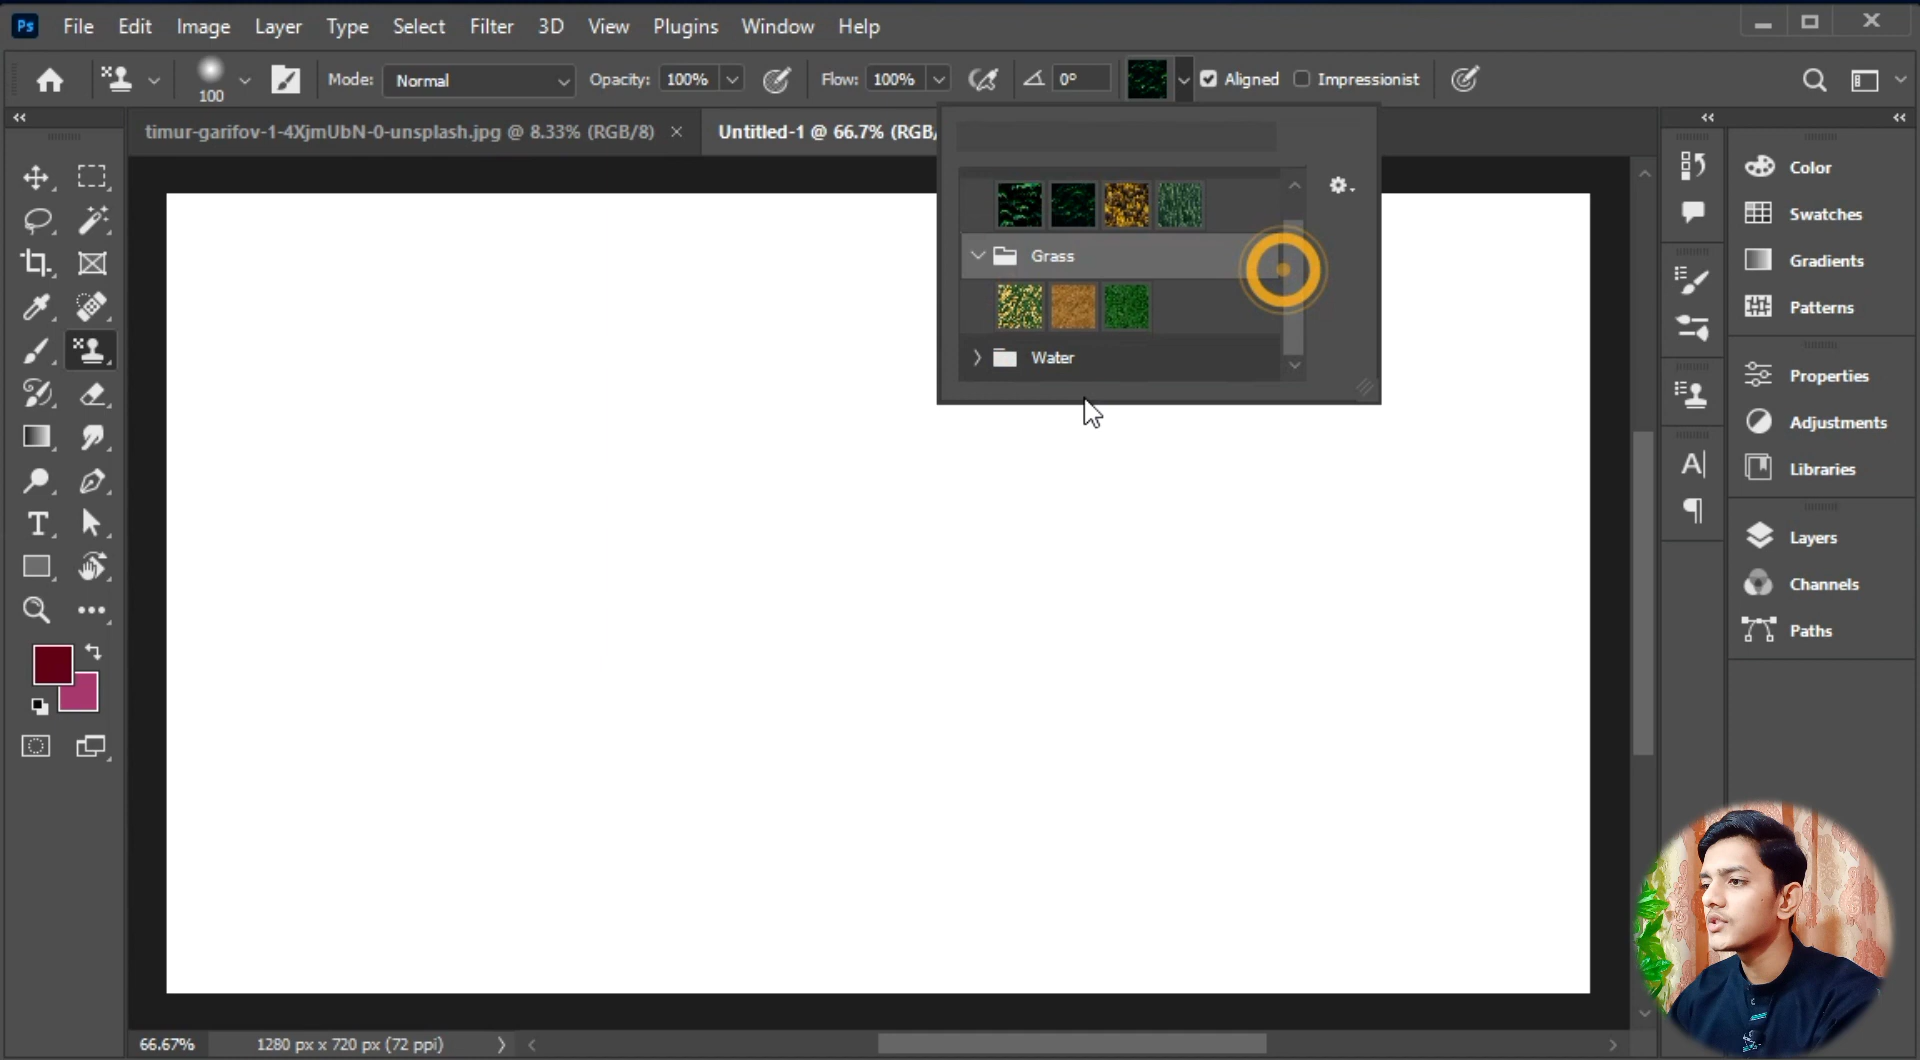 Ps File Edit Image Layer Type Select Filter 3D View Plugins Window Help
100 Mode: Normal Opacity: 100% Flow: 100% 0° Aligned Impressionist
timur-garifov-1-4XjmUbN-0-unsplash.jpg @ 8.33% (RGB/8) × Untitled-1 @ 66.7% (RGB/
Grass
Water
Color
Swatches
Gradients
Patterns
Properties
Adjustments
Libraries
Layers
Channels
Paths
66.67% 1280 px x 720 px (72 ppi)